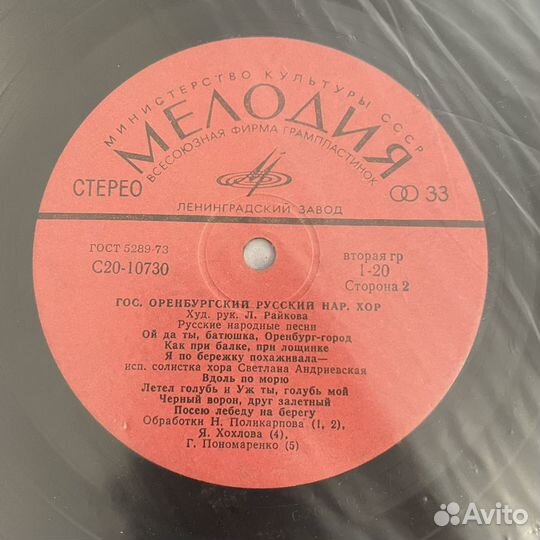 МИНИСТЕРСТВО КУЛЬТУРЫ СССР
МЕЛОДИЯ
ВСЕСОЮЗНАЯ ФИРМА ГРАМПЛАСТИНОК
СТЕРЕО
33
ЛЕНИНГРАДСКИЙ ЗАВОД
ГОСТ 5289-73
С20-10730
вторая гр
1-20
Сторона 2
ГОС. ОРЕНБУРГСКИЙ РУССКИЙ НАР. ХОР
Худ. рук. Л. Райкова
Русские народные песни
Ой да ты, батюшка, Оренбург-город
Как при балке, при лощинке
Я по бережку похаживала—
исп. солистка хора Светлана Андриевская
Вдоль по морю
Летел голубь и Уж ты, голубь мой
Черный ворон, друг залетный
Посею лебеду на берегу
Обработки Н. Поликарпова (1, 2),
Я. Хохлова (4),
Г. Пономаренко (5)
Avito